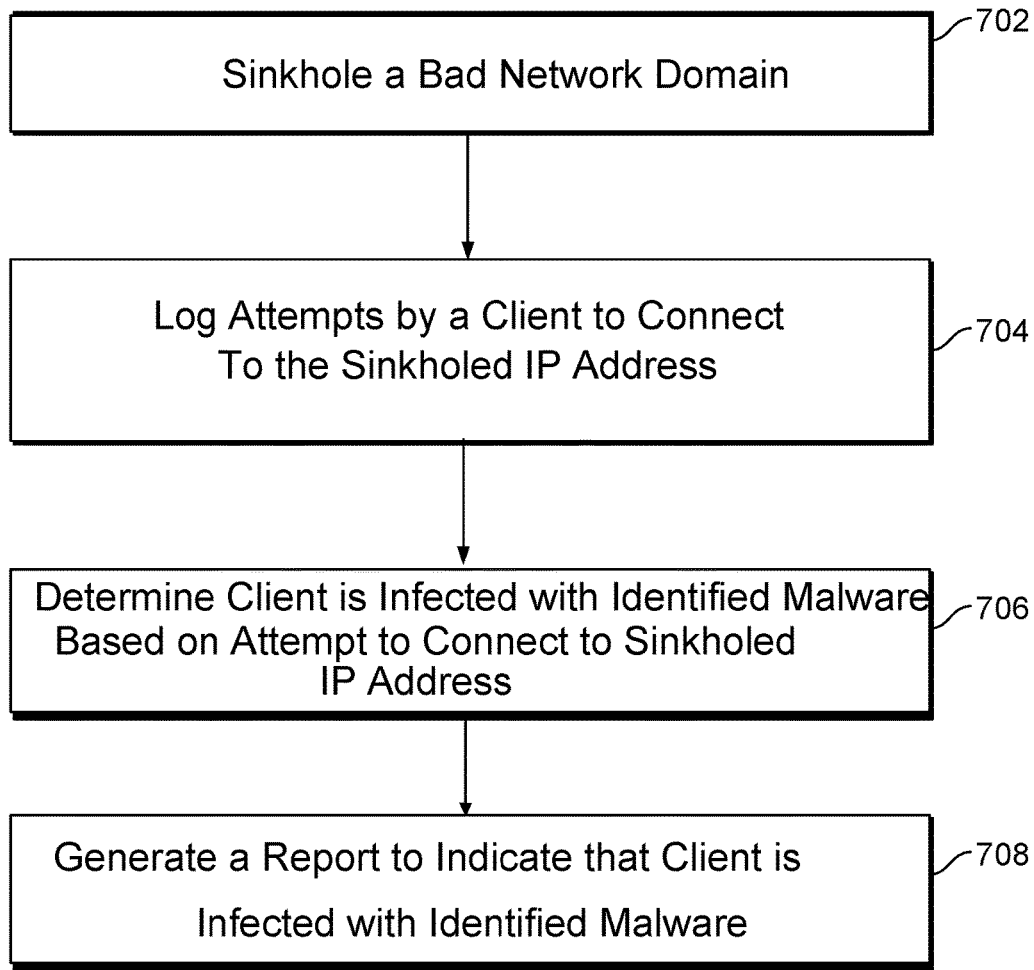 702
Sinkhole a Bad Network Domain
Log Attempts by a Client to Connect
To the Sinkholed IP Address
704
Determine Client is Infected with Identified Malware
Based on Attempt to Connect to Sinkholed
IP Address
706
Generate a Report to Indicate that Client is
Infected with Identified Malware
708